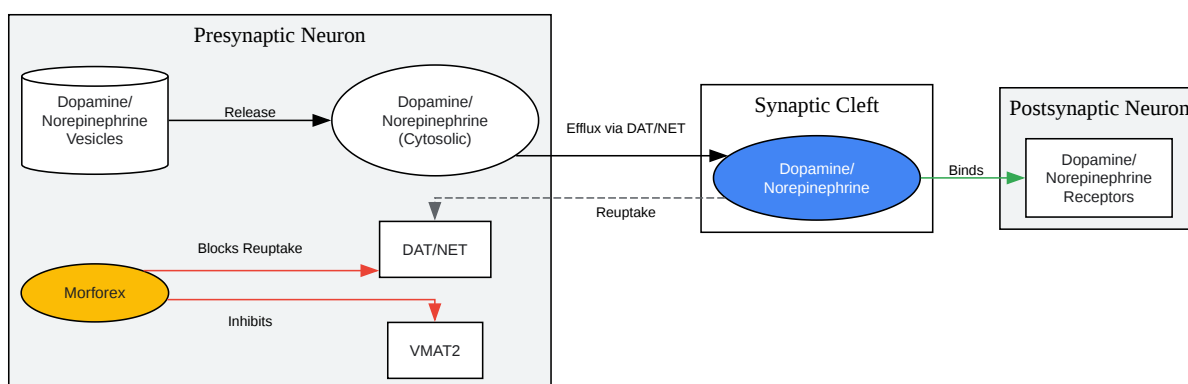 Presynaptic Neuron
Dopamine/
Norepinephrine
Vesicles
Release
Dopamine/
Norepinephrine
(Cytosolic)
Efflux via DAT/NET
Synaptic Cleft
Dopamine/
Norepinephrine
Binds
Postsynaptic Neuron
Dopamine/
Norepinephrine
Receptors
Reuptake
DAT/NET
Blocks Reuptake
Morforex
Inhibits
VMAT2